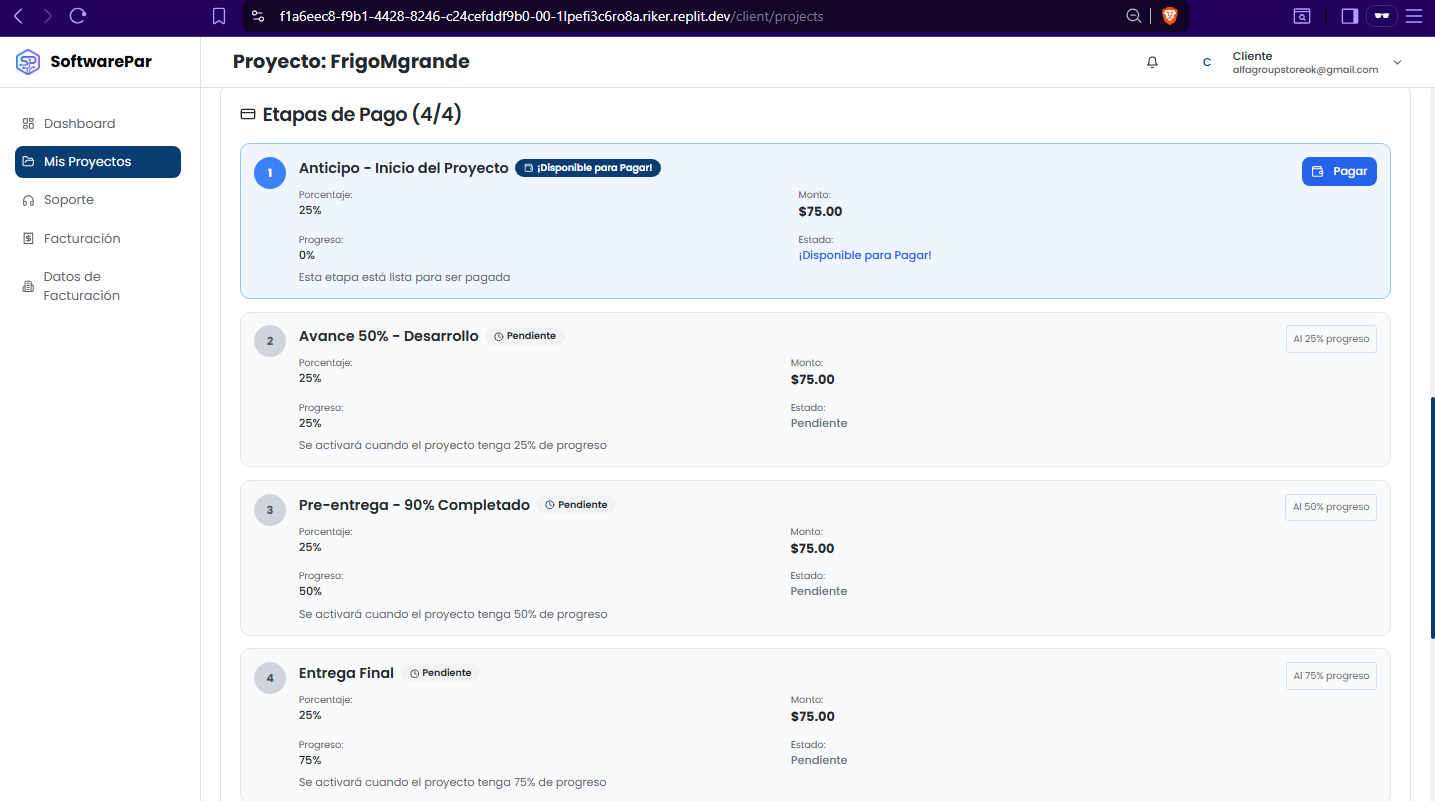 f1a6eec8-f9b1-4428-8246-c24cefddf9b0-00-1lpefi3c6ro8a.riker.replit.dev/client/projects
SoftwarePar
Proyecto: FrigoMgrande
C
Cliente
alfagroupstoreok@gmail.com
Dashboard
Mis Proyectos
Soporte
Facturación
Datos de
Facturación
Etapas de Pago (4/4)
1
Anticipo - Inicio del Proyecto
¡Disponible para Pagar!
Pagar
Porcentaje:
25%
Monto:
$75.00
Progreso:
0%
Estado:
¡Disponible para Pagar!
Esta etapa está lista para ser pagada
2
Avance 50% - Desarrollo
Pendiente
Al 25% progreso
Porcentaje:
25%
Monto:
$75.00
Progreso:
25%
Estado:
Pendiente
Se activará cuando el proyecto tenga 25% de progreso
3
Pre-entrega - 90% Completado
Pendiente
Al 50% progreso
Porcentaje:
25%
Monto:
$75.00
Progreso:
50%
Estado:
Pendiente
Se activará cuando el proyecto tenga 50% de progreso
4
Entrega Final
Pendiente
Al 75% progreso
Porcentaje:
25%
Monto:
$75.00
Progreso:
75%
Estado:
Pendiente
Se activará cuando el proyecto tenga 75% de progreso